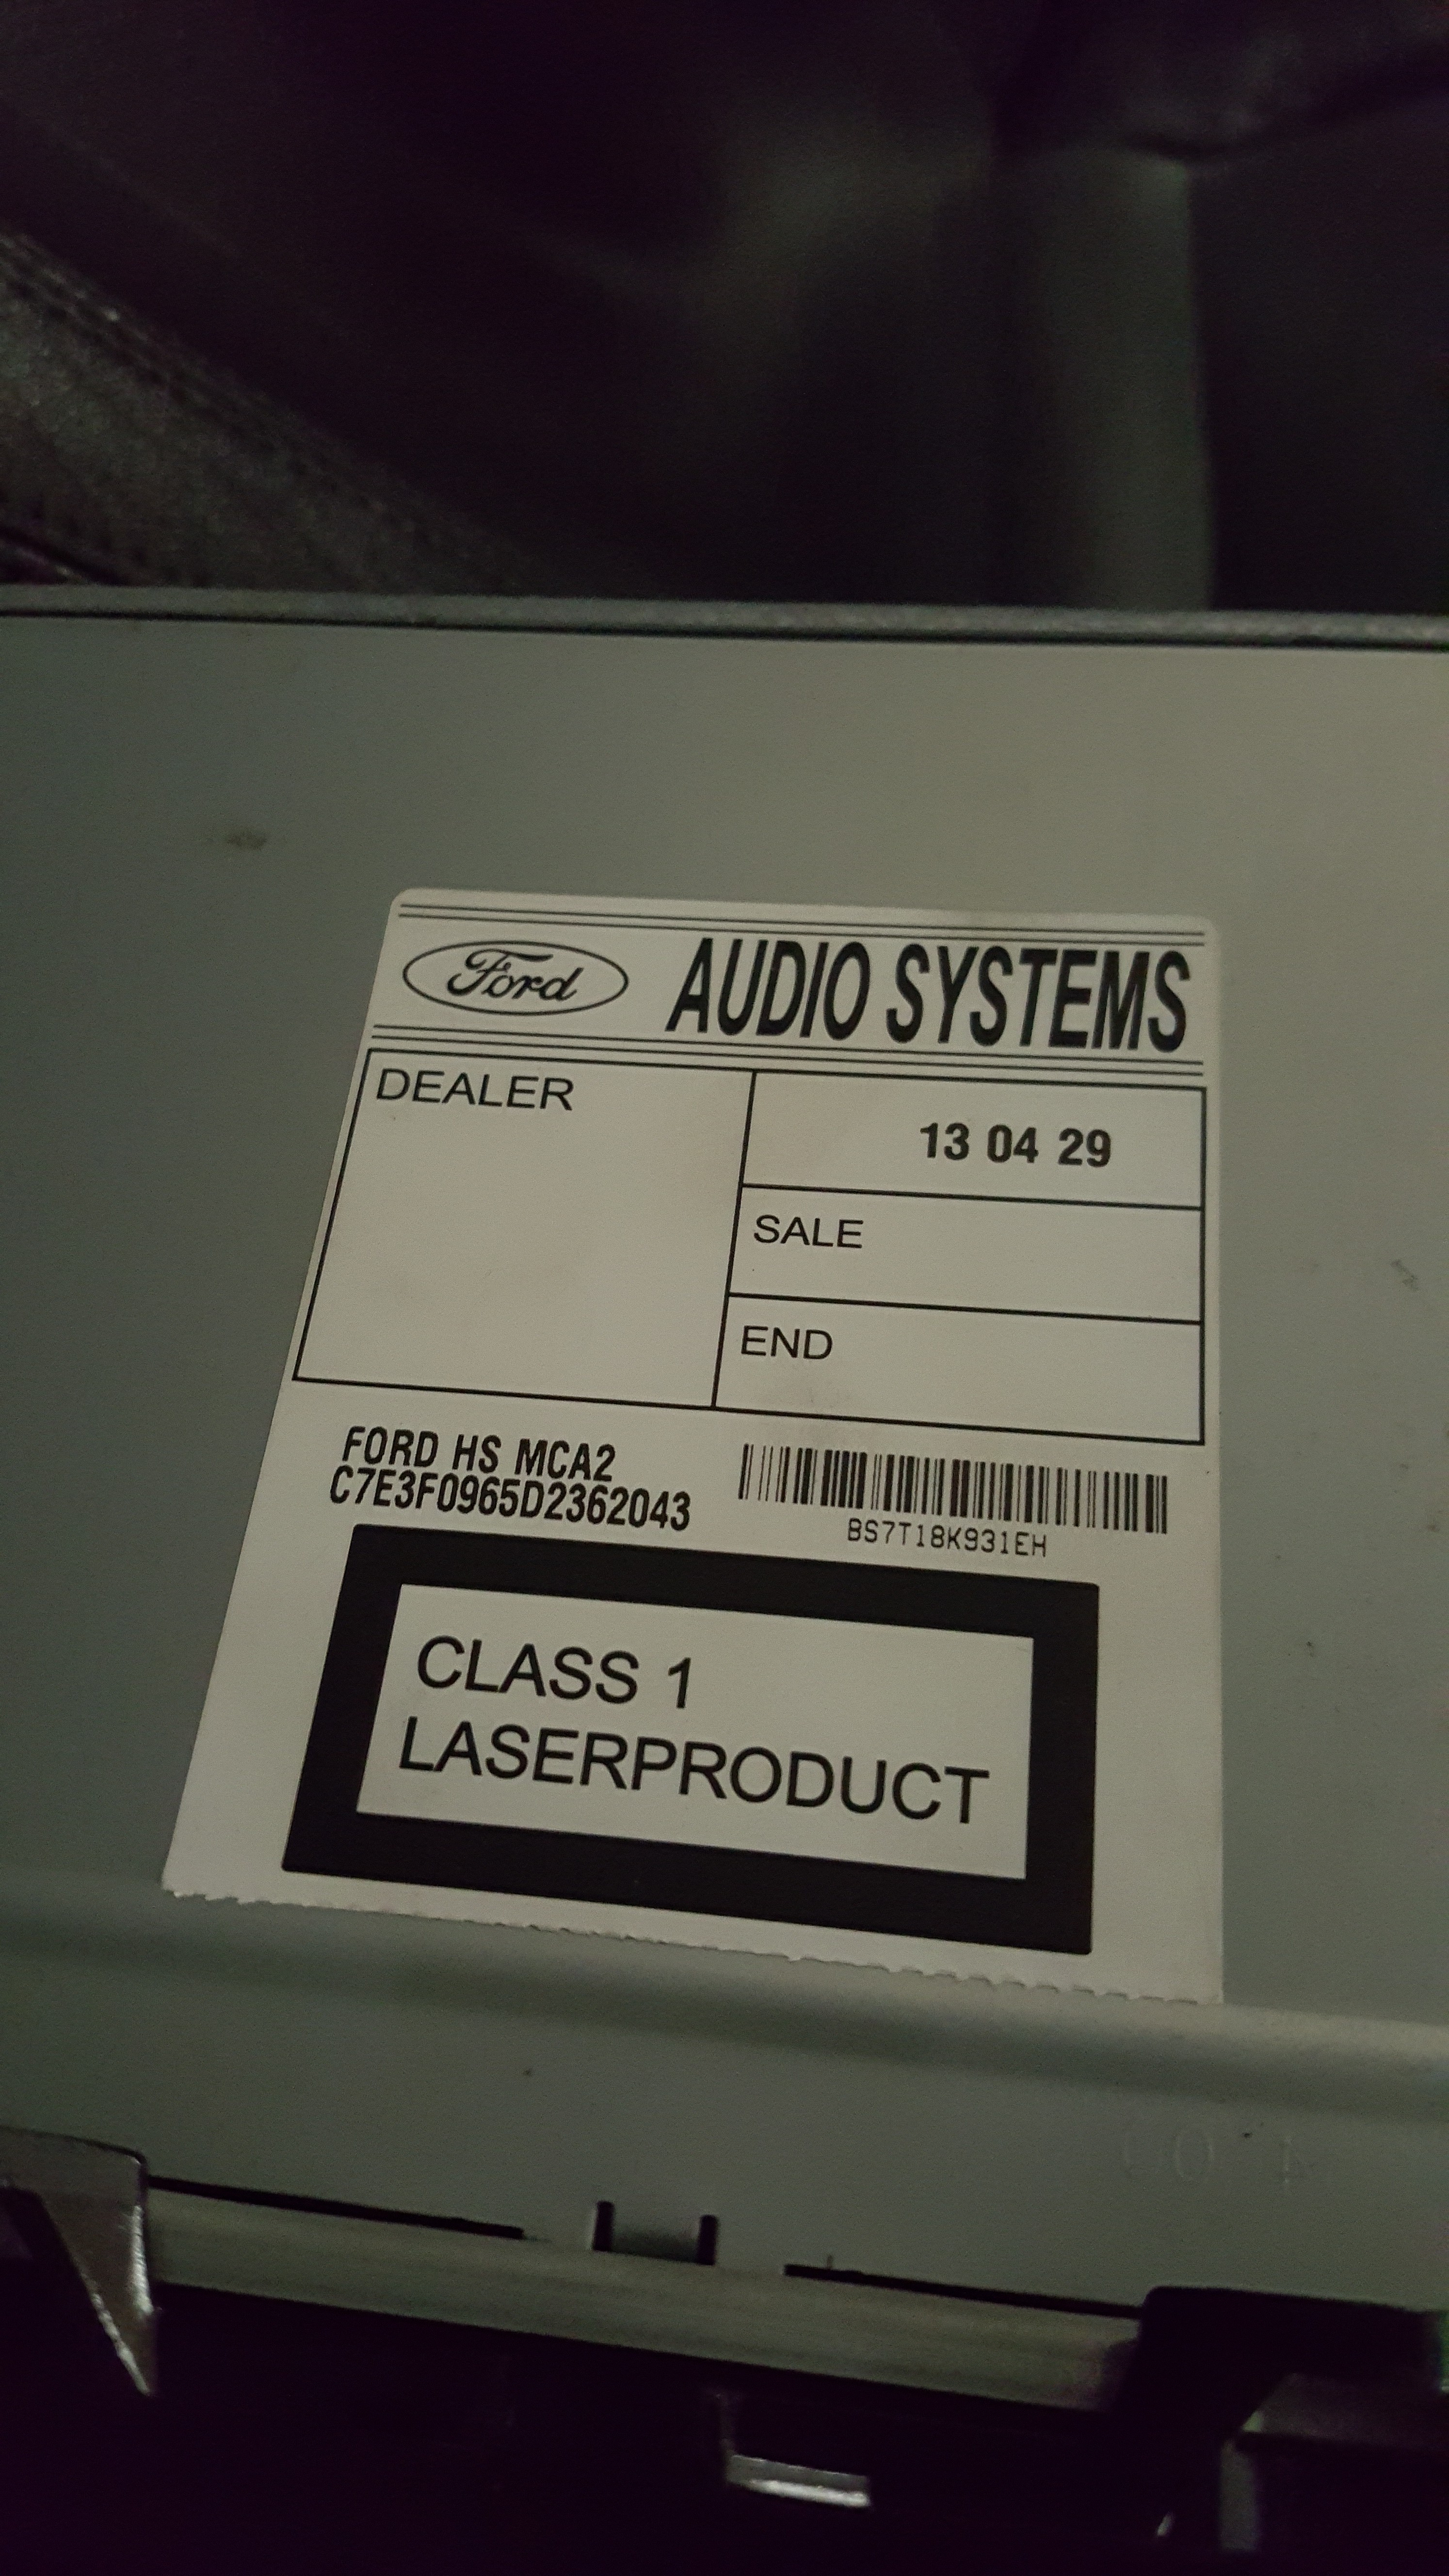 Ford AUDIO SYSTEMS
DEALER
13 04 29
SALE
END
FORD HS MCA2
C7E3F0965D2362043
BS7T18K931EH
CLASS 1
LASERPRODUCT